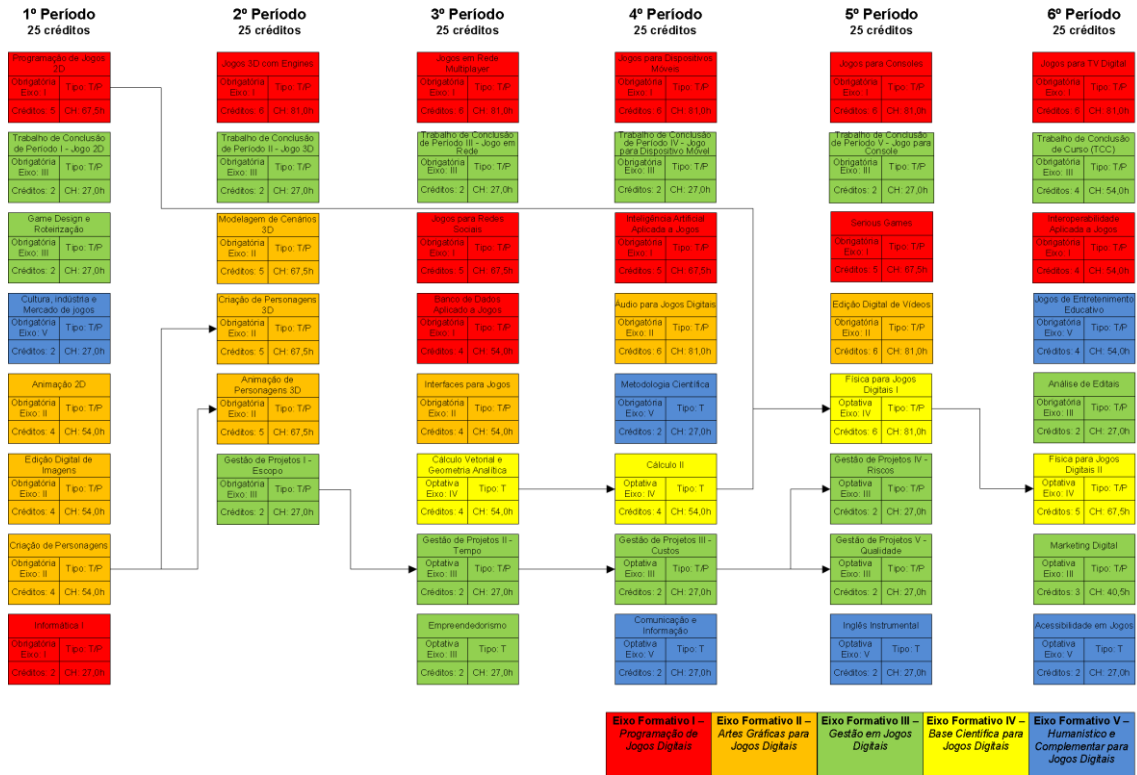 1º Período
25 créditos
2º Período
25 créditos
3º Período
25 créditos
4º Período
25 créditos
5º Período
25 créditos
6º Período
25 créditos
Programação de Jogos
2D
Obrigatória
Eixo: I
Tipo: T/P
Créditos: 5
CH: 67,5h
Jogos 3D com Engines
Obrigatória
Eixo: I
Tipo: T/P
Créditos: 6
CH: 81,0h
Jogos em Rede
Multiplayer
Obrigatória
Eixo: I
Tipo: T/P
Créditos: 6
CH: 81,0h
Jogos para Dispositivos
Móveis
Obrigatória
Eixo: I
Tipo: T/P
Créditos: 6
CH: 81,0h
Jogos para Consoles
Obrigatória
Eixo: I
Tipo: T/P
Créditos: 6
CH: 81,0h
Jogos para TV Digital
Obrigatória
Eixo: I
Tipo: T/P
Créditos: 6
CH: 81,0h
Trabalho de Conclusão
de Período I - Jogo 2D
Obrigatória
Eixo: III
Tipo: T/P
Créditos: 2
CH: 27,0h
Trabalho de Conclusão
de Período II - Jogo 3D
Obrigatória
Eixo: III
Tipo: T/P
Créditos: 2
CH: 27,0h
Trabalho de Conclusão
de Período III - Jogo em
Rede
Obrigatória
Eixo: III
Tipo: T/P
Créditos: 2
CH: 27,0h
Trabalho de Conclusão
de Período IV - Jogo
para Dispositivo Móvel
Obrigatória
Eixo: III
Tipo: T/P
Créditos: 2
CH: 27,0h
Trabalho de Conclusão
de Período V - Jogo para
Console
Obrigatória
Eixo: III
Tipo: T/P
Créditos: 2
CH: 27,0h
Trabalho de Conclusão
de Curso (TCC)
Obrigatória
Eixo: III
Tipo: T/P
Créditos: 4
CH: 54,0h
Game Design e
Roteirização
Obrigatória
Eixo: III
Tipo: T/P
Créditos: 2
CH: 27,0h
Modelagem de Cenários
3D
Obrigatória
Eixo: II
Tipo: T/P
Créditos: 5
CH: 67,5h
Jogos para Redes
Sociais
Obrigatória
Eixo: I
Tipo: T/P
Créditos: 5
CH: 67,5h
Inteligência Artificial
Aplicada a Jogos
Obrigatória
Eixo: I
Tipo: T/P
Créditos: 5
CH: 67,5h
Serious Games
Obrigatória
Eixo: I
Tipo: T/P
Créditos: 5
CH: 67,5h
Interoperabilidade
Aplicada a Jogos
Obrigatória
Eixo: I
Tipo: T/P
Créditos: 4
CH: 54,0h
Cultura, indústria e
Mercado de jogos
Obrigatória
Eixo: V
Tipo: T/P
Créditos: 2
CH: 27,0h
Criação de Personagens
3D
Obrigatória
Eixo: II
Tipo: T/P
Créditos: 5
CH: 67,5h
Banco de Dados
Aplicado a Jogos
Obrigatória
Eixo: I
Tipo: T/P
Créditos: 4
CH: 54,0h
Áudio para Jogos Digitais
Obrigatória
Eixo: II
Tipo: T/P
Créditos: 6
CH: 81,0h
Edição Digital de Vídeos
Obrigatória
Eixo: II
Tipo: T/P
Créditos: 6
CH: 81,0h
Jogos de Entretenimento
Educativo
Obrigatória
Eixo: V
Tipo: T/P
Créditos: 4
CH: 54,0h
Animação 2D
Obrigatória
Eixo: II
Tipo: T/P
Créditos: 4
CH: 54,0h
Animação de
Personagens 3D
Obrigatória
Eixo: II
Tipo: T/P
Créditos: 5
CH: 67,5h
Interfaces para Jogos
Obrigatória
Eixo: II
Tipo: T/P
Créditos: 4
CH: 54,0h
Metodologia Científica
Obrigatória
Eixo: V
Tipo: T
Créditos: 2
CH: 27,0h
Física para Jogos
Digitais I
Optativa
Eixo: IV
Tipo: T/P
Créditos: 6
CH: 81,0h
Análise de Editais
Obrigatória
Eixo: III
Tipo: T/P
Créditos: 2
CH: 27,0h
Edição Digital de
Imagens
Obrigatória
Eixo: II
Tipo: T/P
Créditos: 4
CH: 54,0h
Gestão de Projetos I -
Escopo
Obrigatória
Eixo: III
Tipo: T/P
Créditos: 2
CH: 27,0h
Cálculo Vetorial e
Geometria Analítica
Optativa
Eixo: IV
Tipo: T
Créditos: 4
CH: 54,0h
Cálculo II
Optativa
Eixo: IV
Tipo: T
Créditos: 4
CH: 54,0h
Gestão de Projetos IV -
Riscos
Obrigatória
Eixo: III
Tipo: T/P
Créditos: 2
CH: 27,0h
Física para Jogos
Digitais II
Optativa
Eixo: IV
Tipo: T/P
Créditos: 5
CH: 67,5h
Criação de Personagens
Obrigatória
Eixo: II
Tipo: T/P
Créditos: 4
CH: 54,0h
Gestão de Projetos II -
Tempo
Optativa
Eixo: III
Tipo: T/P
Créditos: 2
CH: 27,0h
Gestão de Projetos III -
Custos
Optativa
Eixo: III
Tipo: T/P
Créditos: 2
CH: 27,0h
Gestão de Projetos V -
Qualidade
Optativa
Eixo: III
Tipo: T/P
Créditos: 2
CH: 27,0h
Marketing Digital
Optativa
Eixo: III
Tipo: T/P
Créditos: 3
CH: 40,5h
Informática I
Obrigatória
Eixo: I
Tipo: T/P
Créditos: 2
CH: 27,0h
Empreendedorismo
Optativa
Eixo: III
Tipo: T
Créditos: 2
CH: 27,0h
Comunicação e
Informação
Optativa
Eixo: V
Tipo: T
Créditos: 2
CH: 27,0h
Inglês Instrumental
Optativa
Eixo: V
Tipo: T
Créditos: 2
CH: 27,0h
Acessibilidade em Jogos
Optativa
Eixo: V
Tipo: T
Créditos: 2
CH: 27,0h
Eixo Formativo I –
Programação de
Jogos Digitais
Eixo Formativo II –
Artes Gráficas para
Jogos Digitais
Eixo Formativo III –
Gestão em Jogos
Digitais
Eixo Formativo IV –
Base Científica para
Jogos Digitais
Eixo Formativo V –
Humanístico e
Complementar para
Jogos Digitais